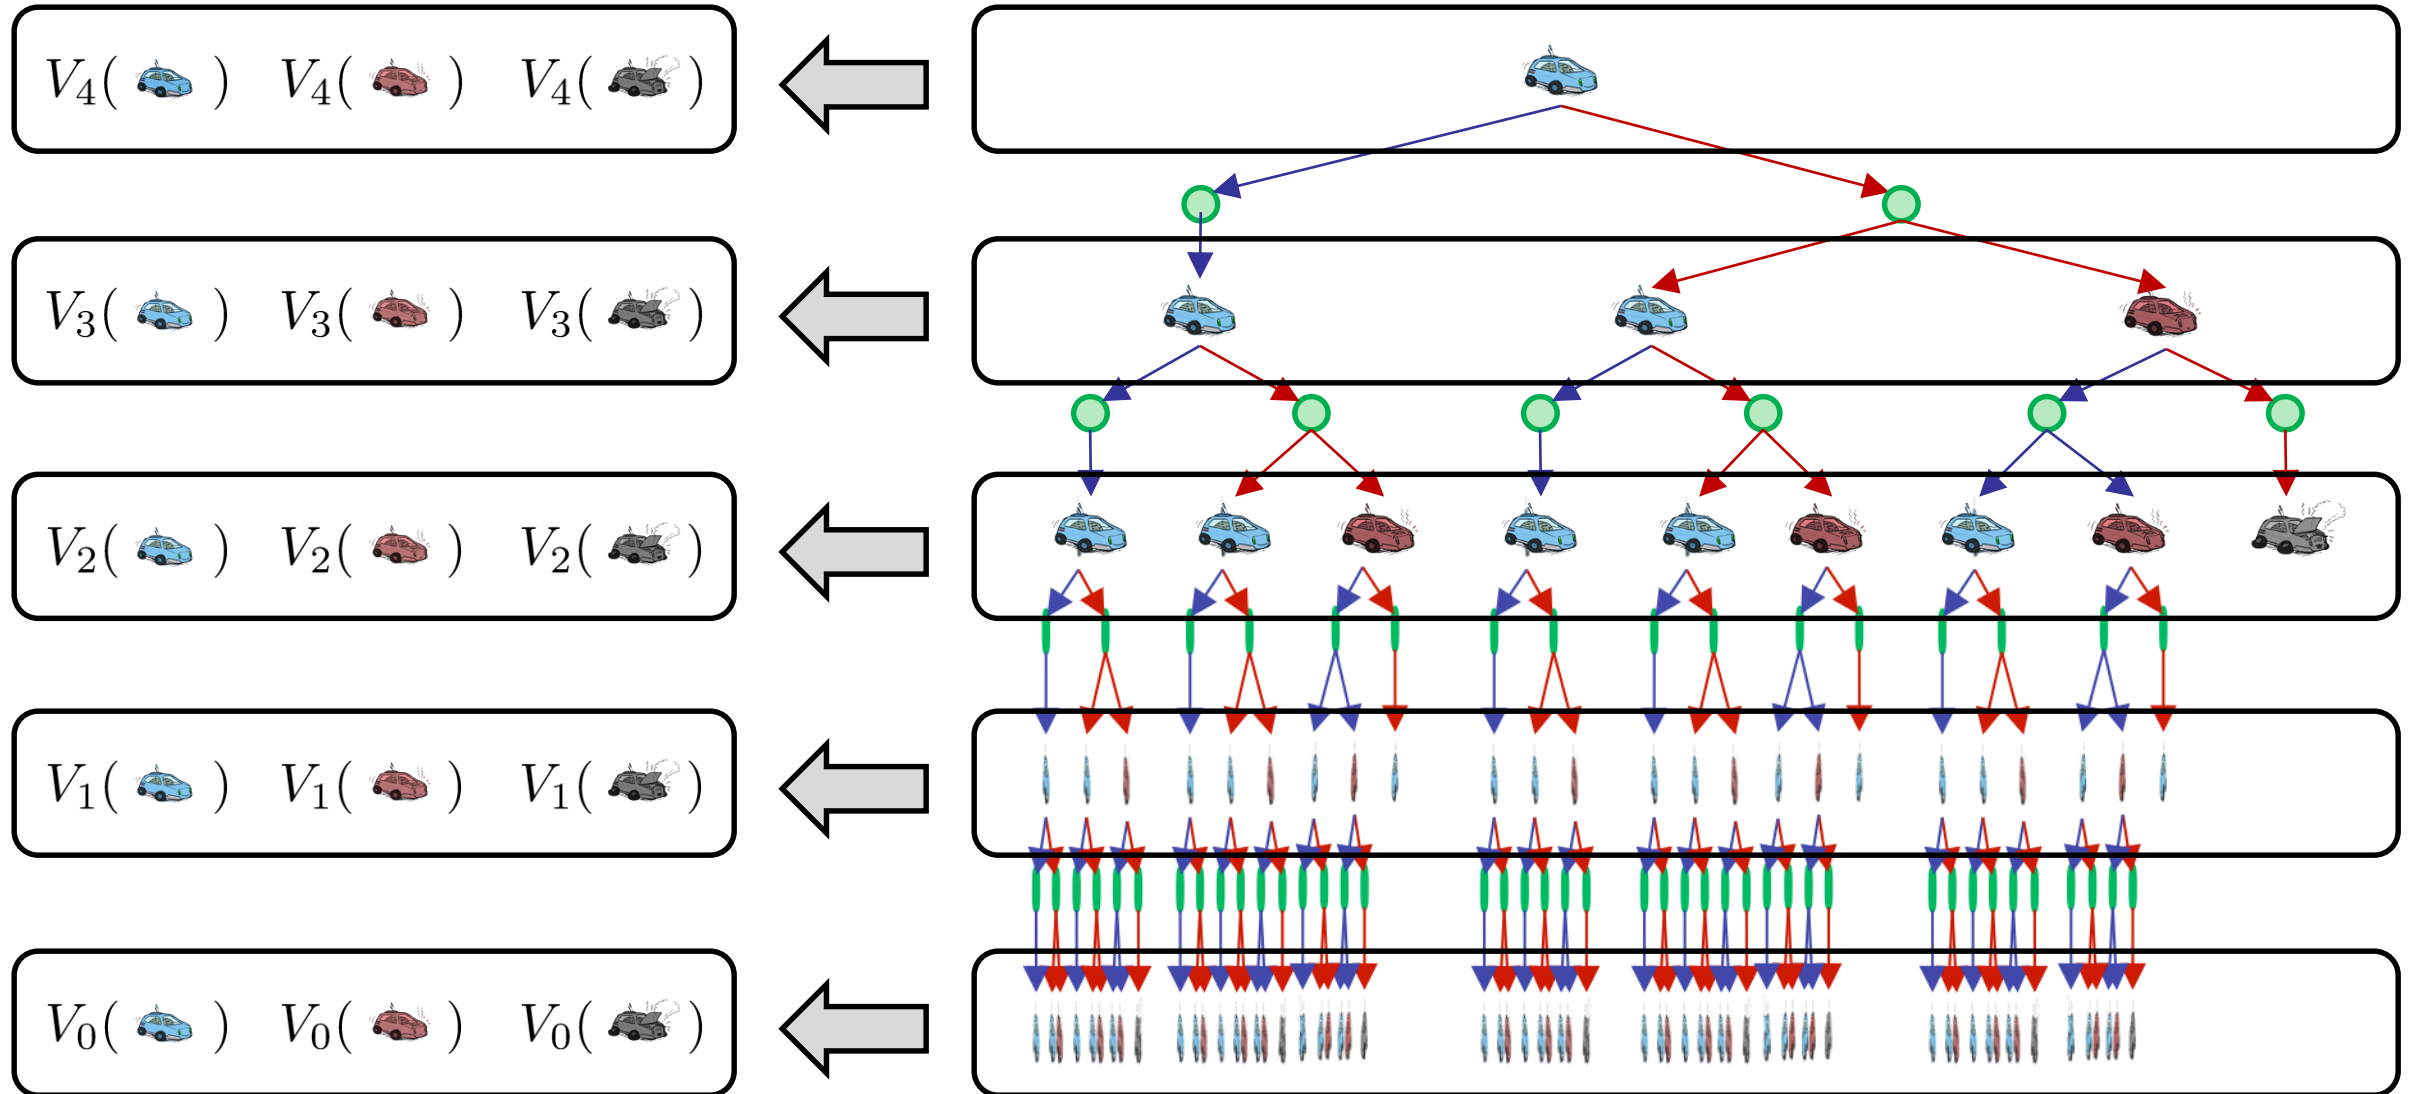 V₄( ) V₄( ) V₄( )
V₃( ) V₃( ) V₃( )
V₂( ) V₂( ) V₂( )
V₁( ) V₁( ) V₁( )
V₀( ) V₀( ) V₀( )